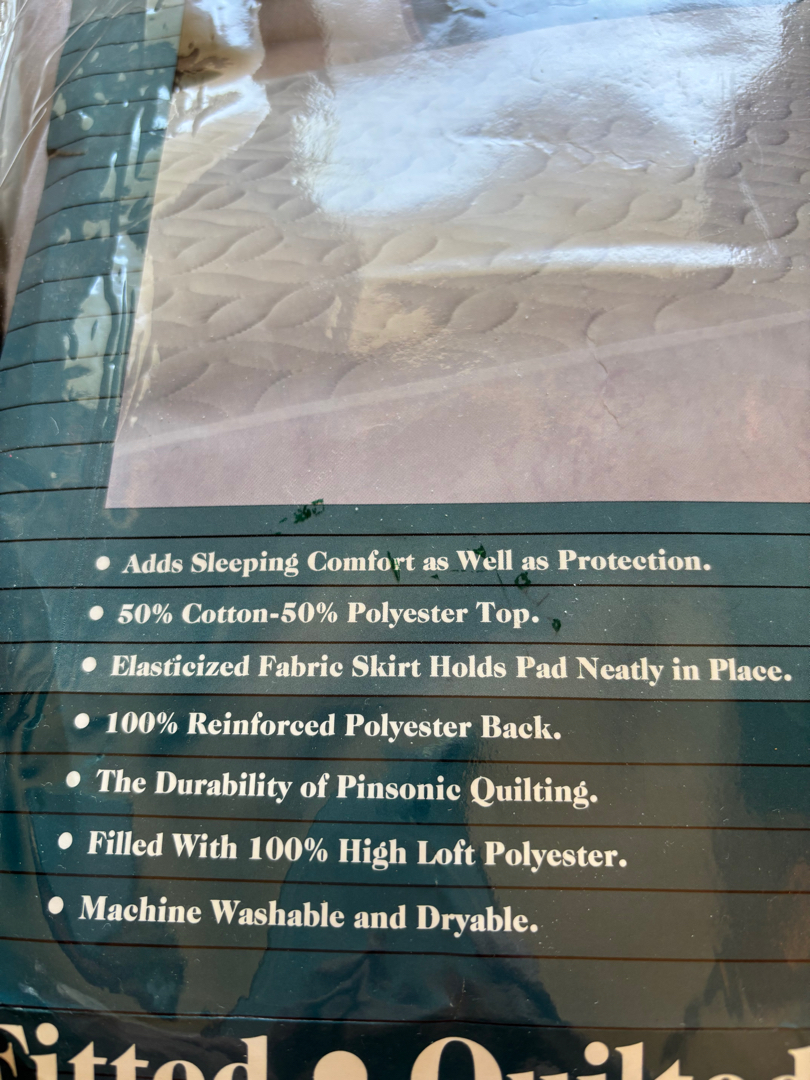 • Adds Sleeping Comfort as Well as Protection.
• 50% Cotton-50% Polyester Top.
• Elasticized Fabric Skirt Holds Pad Neatly in Place.
• 100% Reinforced Polyester Back.
• The Durability of Pinsonic Quilting.
• Filled With 100% High Loft Polyester.
• Machine Washable and Dryable.
Fitted • Quilted